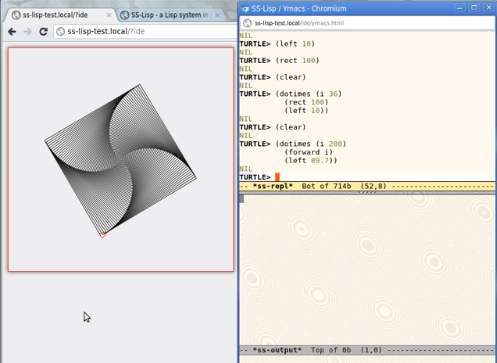 ss-lisp-test.local/?ide
SS-Lisp - a Lisp system in
ss-lisp-test.local/?ide
SS-Lisp / Ymacs - Chromium
ss-lisp-test.local/ide/ymacs.html
NIL
TURTLE> (left 10)
NIL
TURTLE> (rect 100)
NIL
TURTLE> (clear)
NIL
TURTLE> (dotimes (i 36)
(rect 100)
(left 10))
NIL
TURTLE> (clear)
NIL
TURTLE> (dotimes (i 200)
(forward i)
(left 89.7))
NIL
TURTLE>
-- *ss-repl* Bot of 714b (52,8) ----------------------
-- *ss-output* Top of 0b (1,0) ----------------------